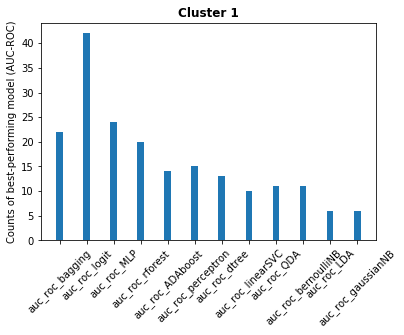 Cluster 1
Counts of best-performing model (AUC-ROC)
40
35
30
25
20
15
10
5
0
auc_roc_bagging
auc_roc_logit
auc_roc_MLP
auc_roc_rforest
auc_roc_ADAboost
auc_roc_perceptron
auc_roc_dtree
auc_roc_linearSVC
auc_roc_QDA
auc_roc_bernoulliNB
auc_roc_LDA
auc_roc_gaussianNB